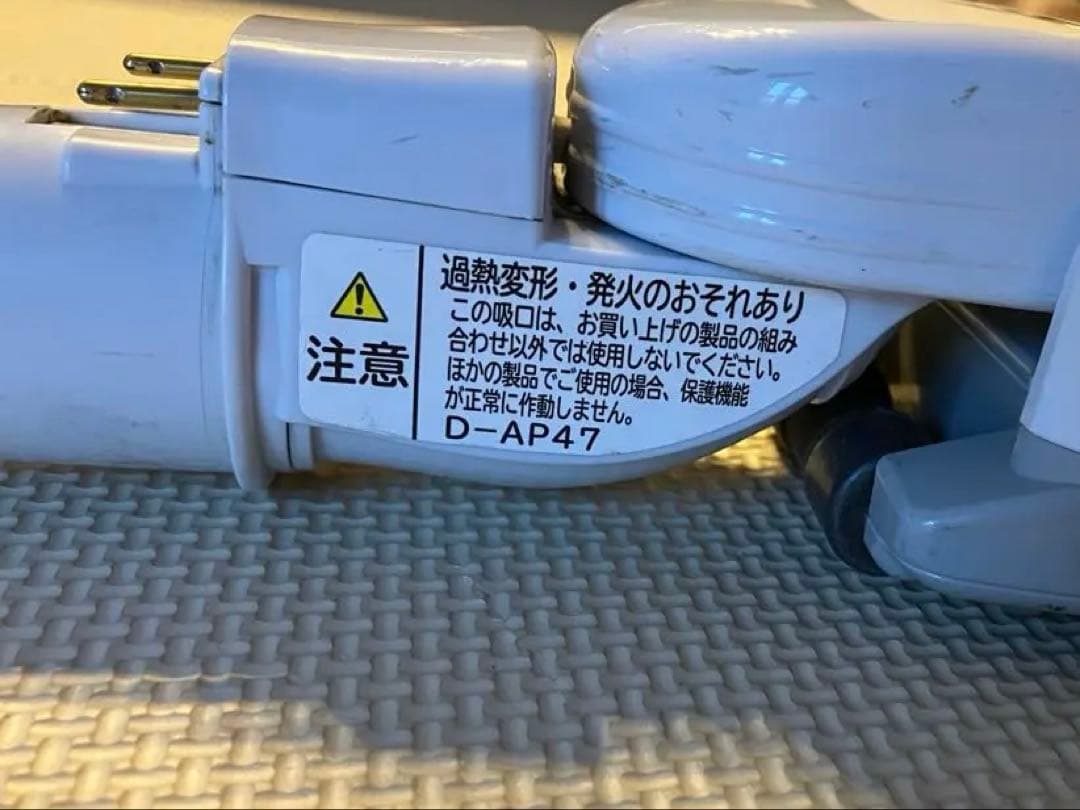 注意
過熱変形・発火のおそれあり
この吸口は、お買い上げの製品の組み
合わせ以外では使用しないでください。
ほかの製品でご使用の場合、保護機能
が正常に作動しません。
D-AP47